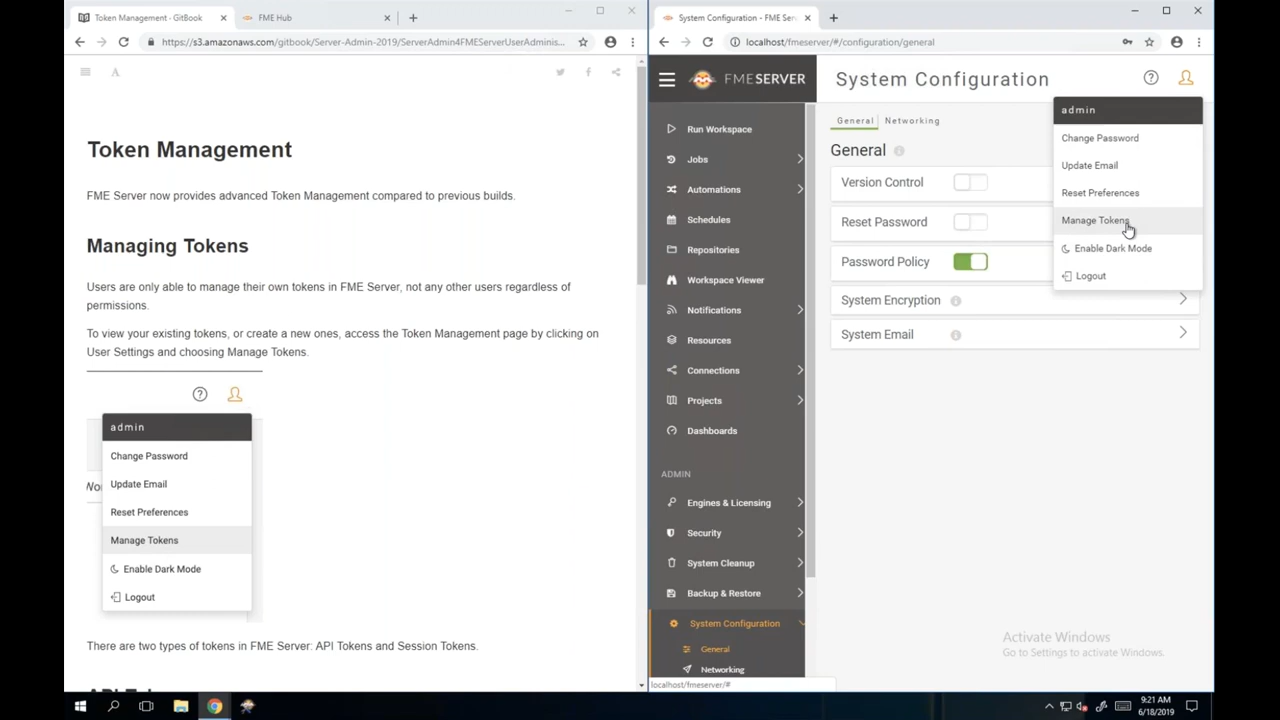 Token Management - GitBook
FME Hub
https://s3.amazonaws.com/gitbook/Server-Admin-2019/ServerAdmin4FMEServerUserAdminis...
A
Token Management
FME Server now provides advanced Token Management compared to previous builds.
Managing Tokens
Users are only able to manage their own tokens in FME Server, not any other users regardless of
permissions.
To view your existing tokens, or create a new ones, access the Token Management page by clicking on
User Settings and choosing Manage Tokens.
admin
Change Password
Wor
Update Email
Reset Preferences
Manage Tokens
Enable Dark Mode
Logout
There are two types of tokens in FME Server: API Tokens and Session Tokens.
System Configuration - FME Ser
localhost/fmeserver/#/configuration/general
FMESERVER
System Configuration
Run Workspace
Jobs
Automations
Schedules
Repositories
Workspace Viewer
Notifications
Resources
Connections
Projects
Dashboards
ADMIN
Engines & Licensing
Security
System Cleanup
Backup & Restore
System Configuration
General
Networking
localhost/fmeserver/#
General
Networking
General
Version Control
Reset Password
Password Policy
System Encryption
System Email
admin
Change Password
Update Email
Reset Preferences
Manage Tokens
Enable Dark Mode
Logout
Activate Windows
Go to Settings to activate Windows.
9:21 AM
6/18/2019